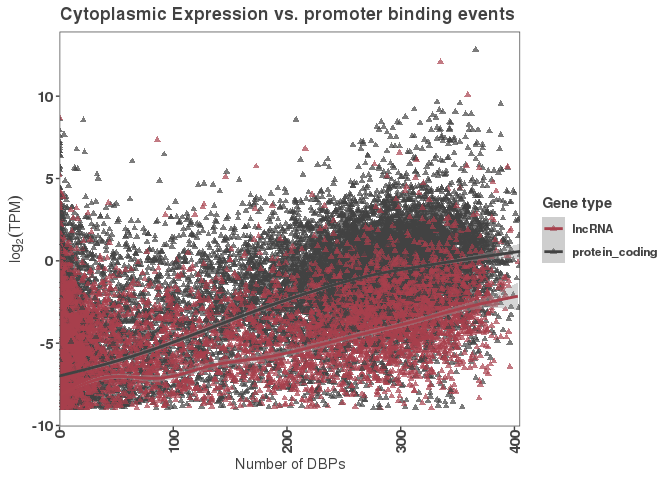 Cytoplasmic Expression vs. promoter binding events
log2(TPM)
10
5
0
-5
-10
0
100
200
300
400
Number of DBPs
Gene type
lncRNA
protein_coding